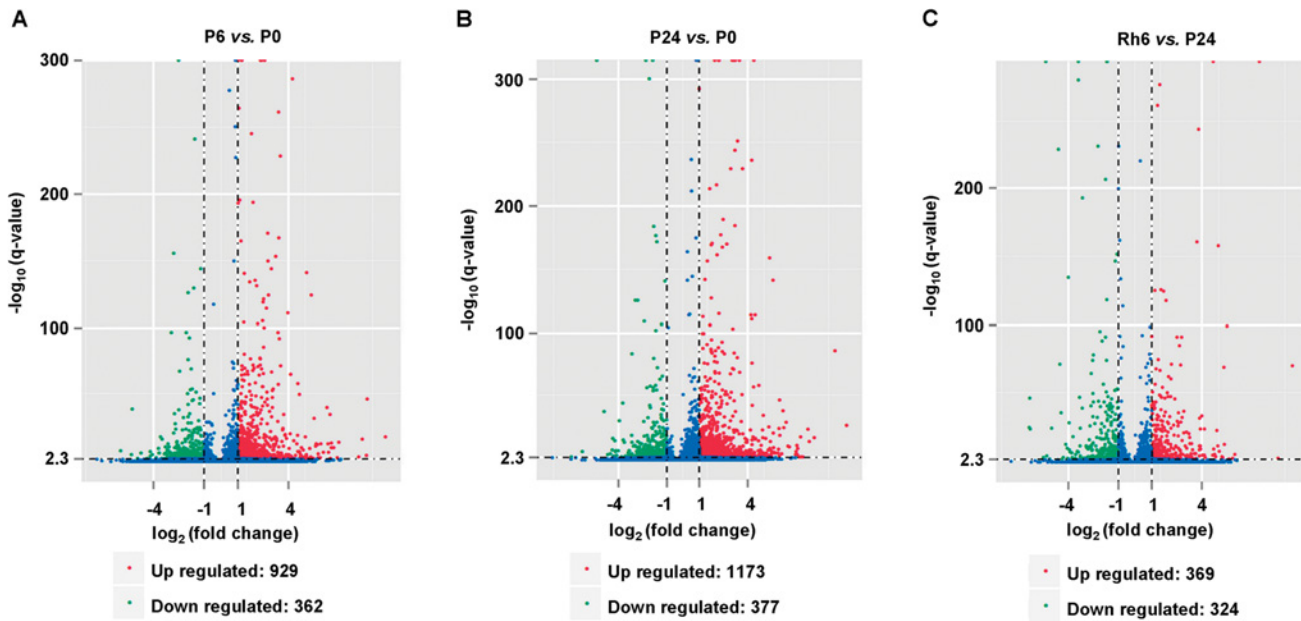 A
P6 vs. P0
300
200
100
2.3
-log10 (q-value)
-4 -1 1 4
log2 (fold change)
Up regulated: 929
Down regulated: 362
B
P24 vs. P0
300
200
100
2.3
-log10 (q-value)
-4 -1 1 4
log2 (fold change)
Up regulated: 1173
Down regulated: 377
C
Rh6 vs. P24
200
100
2.3
-log10 (q-value)
-4 -1 1 4
log2 (fold change)
Up regulated: 369
Down regulated: 324